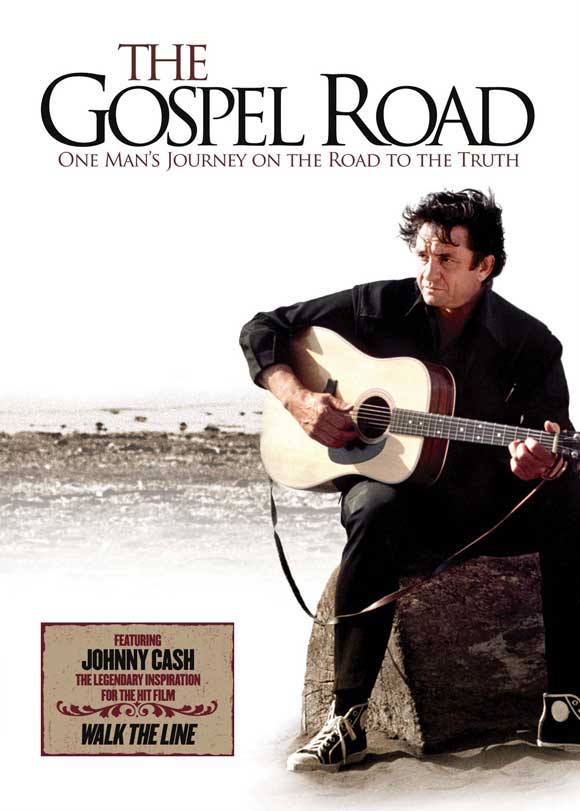 THE
GOSPEL ROAD
ONE MAN'S JOURNEY ON THE ROAD TO THE TRUTH
FEATURING
JOHNNY CASH
THE LEGENDARY INSPIRATION
FOR THE HIT FILM
WALK THE LINE